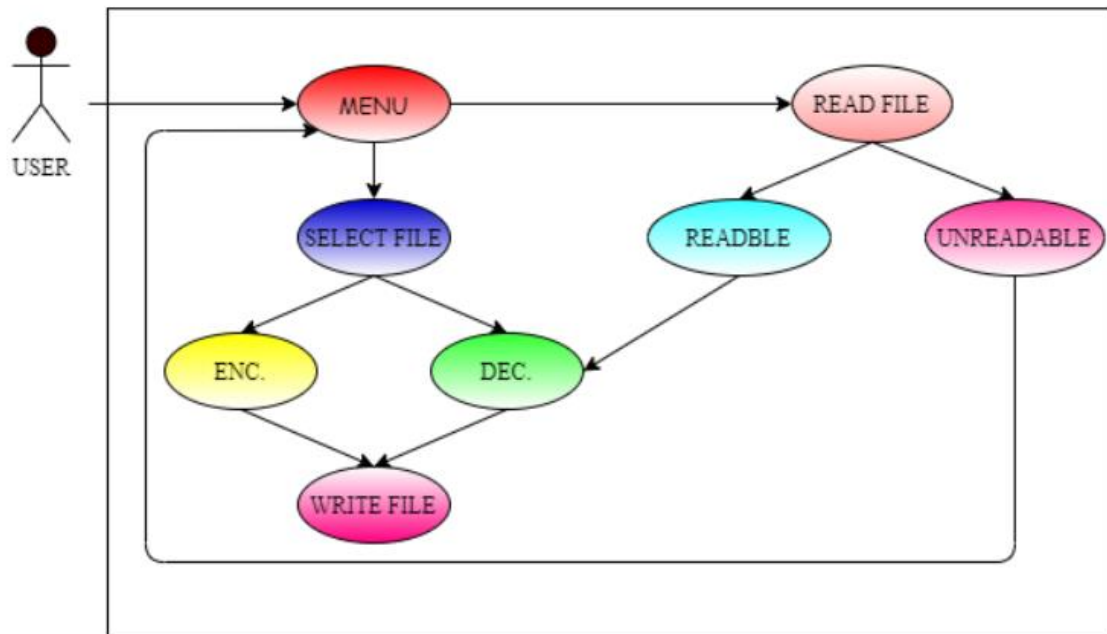 MENU
READ FILE
USER
SELECT FILE
READBLE
UNREADABLE
ENC.
DEC.
WRITE FILE